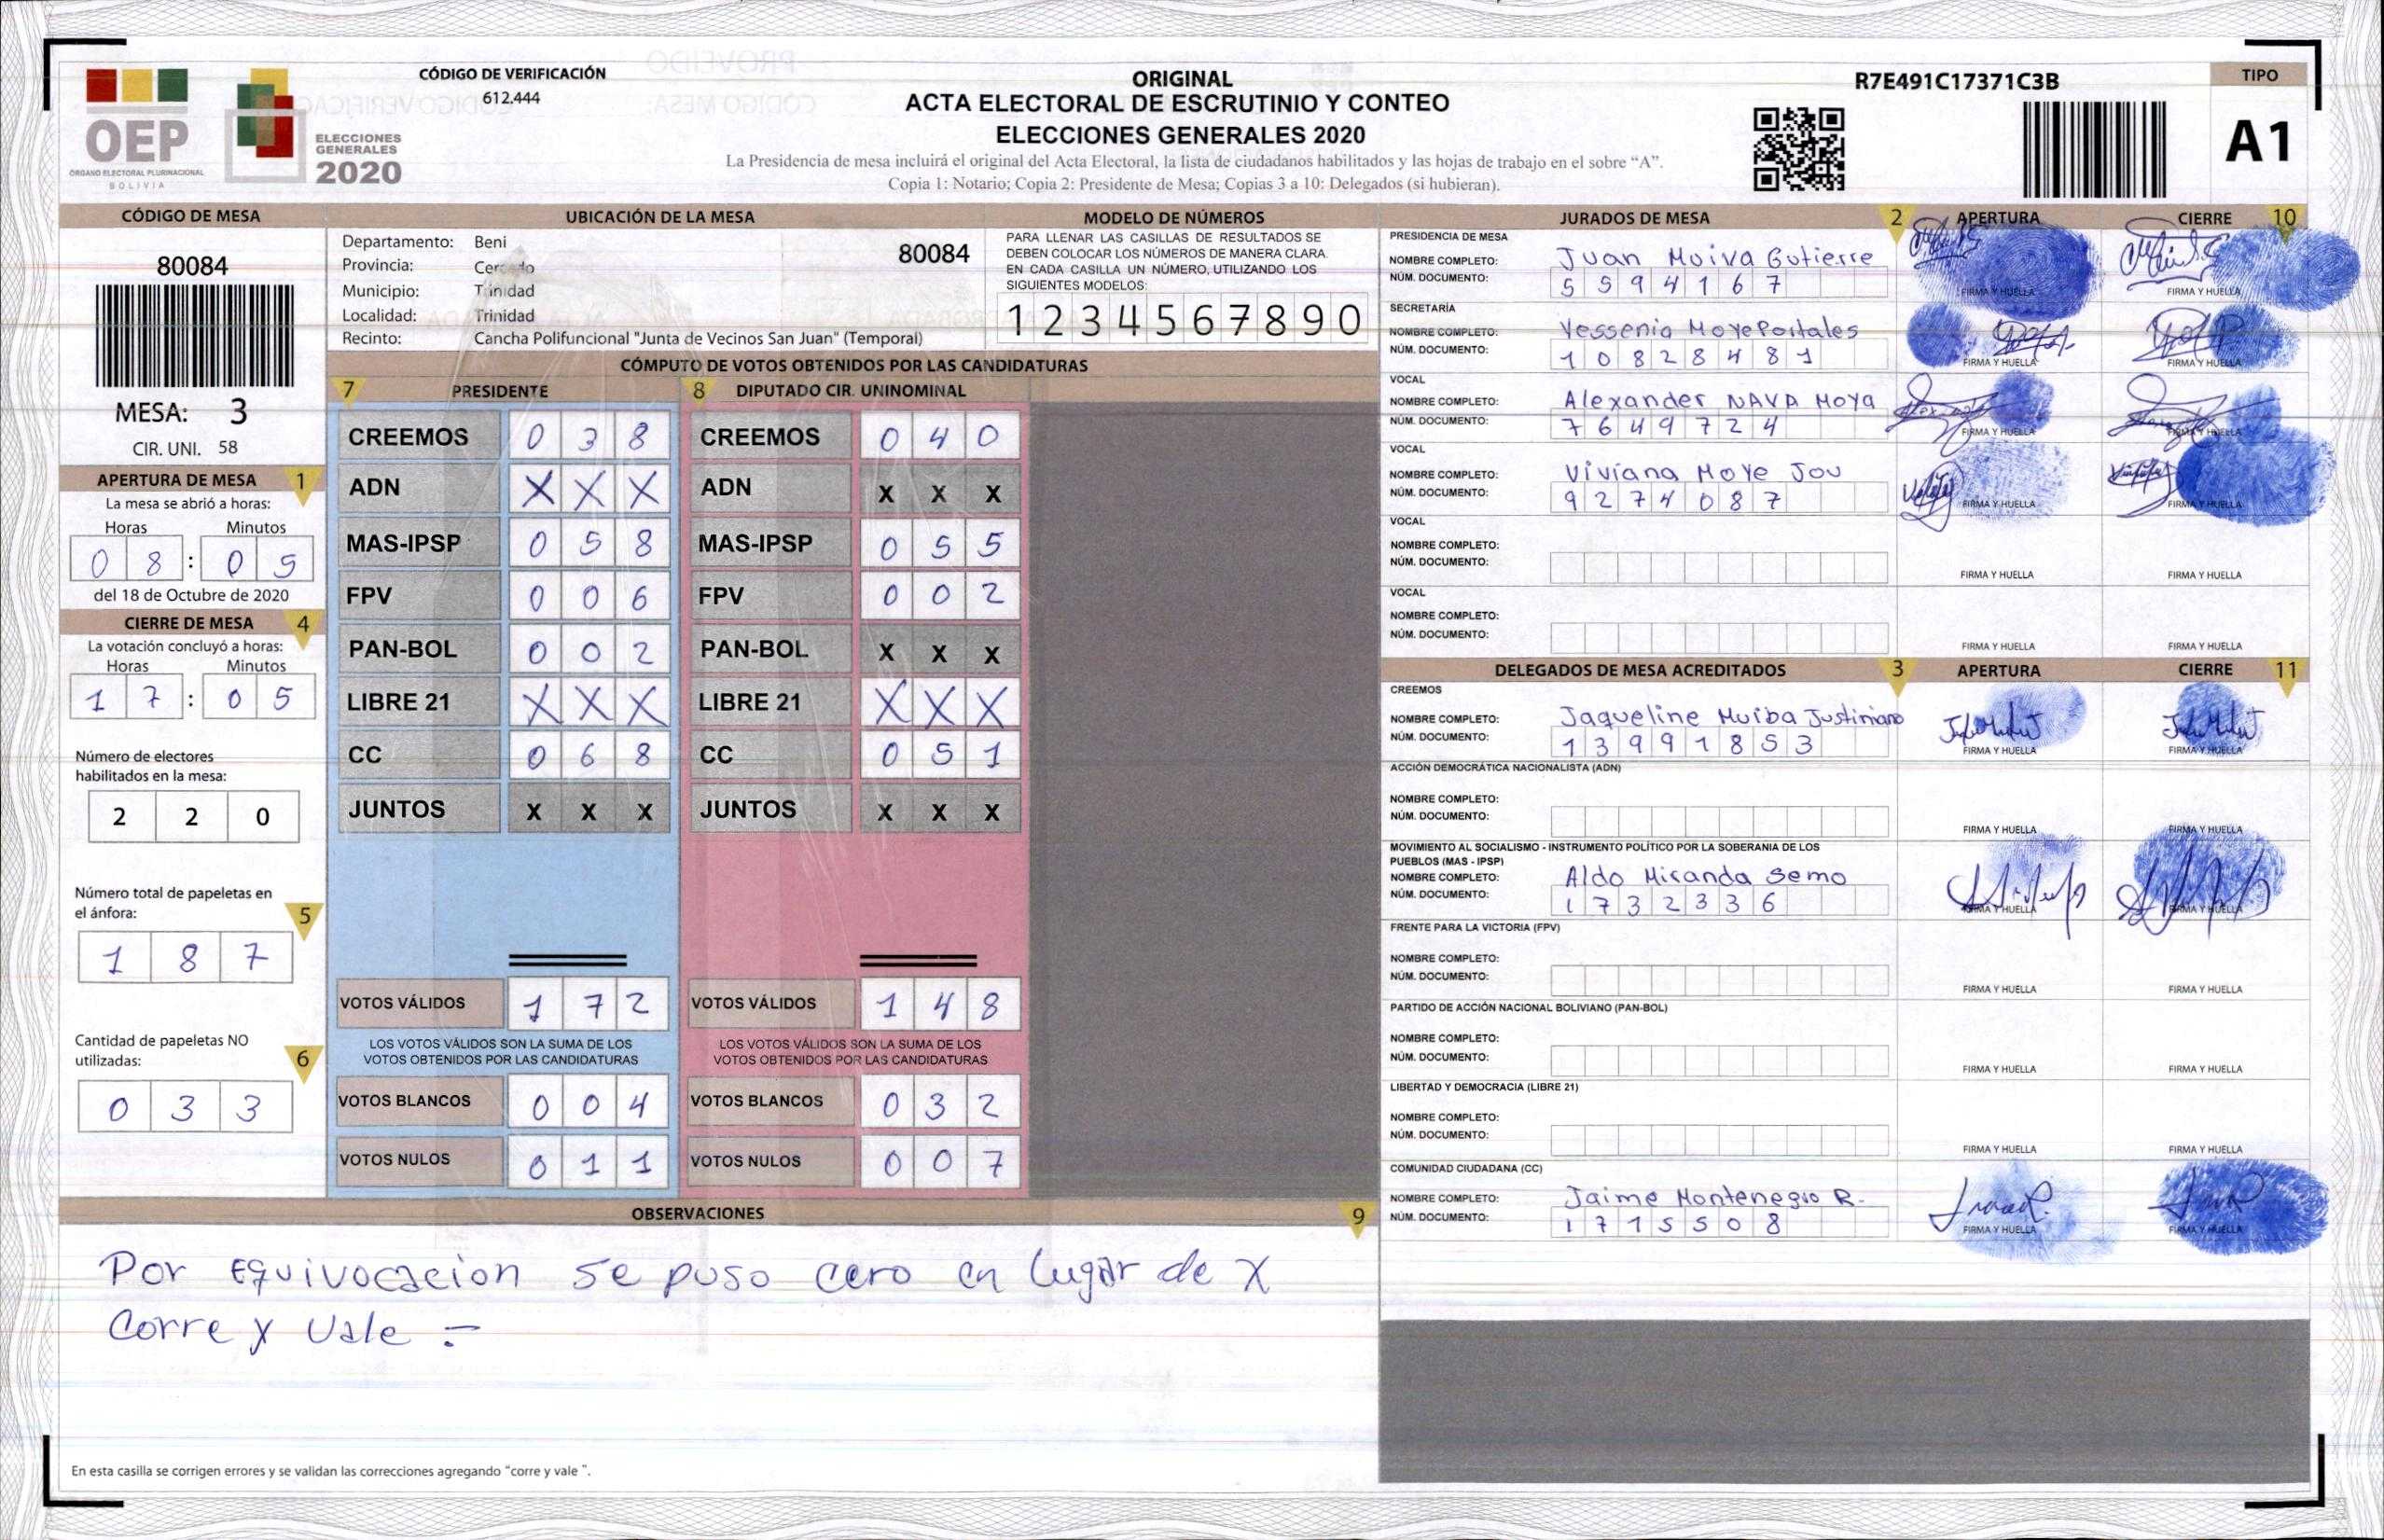 CÓDIGO DE VERIFICACIÓN
612.444
OEP
ÓRGANO ELECTORAL PLURINACIONAL
BOLIVIA
ELECCIONES
GENERALES
2020
ORIGINAL
ACTA ELECTORAL DE ESCRUTINIO Y CONTEO
ELECCIONES GENERALES 2020
La Presidencia de mesa incluirá el original del Acta Electoral, la lista de ciudadanos habilitados y las hojas de trabajo en el sobre “A”.
Copia 1: Notario; Copia 2: Presidente de Mesa; Copias 3 a 10: Delegados (si hubieran).
R7E491C17371C3B
TIPO
A1
CÓDIGO DE MESA
80084
MESA: 3
CIR. UNI. 58
APERTURA DE MESA 1
La mesa se abrió a horas:
Horas Minutos
0 8 : 0 5
del 18 de Octubre de 2020
CIERRE DE MESA 4
La votación concluyó a horas:
Horas Minutos
1 7 : 0 5
Número de electores
habilitados en la mesa:
2 2 0
Número total de papeletas en
el ánfora: 5
1 8 7
Cantidad de papeletas NO
utilizadas: 6
0 3 3
UBICACIÓN DE LA MESA
Departamento: Beni
80084
Provincia: Cercado
Municipio: Trinidad
Localidad: Trinidad
Recinto: Cancha Polifuncional "Junta de Vecinos San Juan" (Temporal)
MODELO DE NÚMEROS
PARA LLENAR LAS CASILLAS DE RESULTADOS SE
DEBEN COLOCAR LOS NÚMEROS DE MANERA CLARA.
EN CADA CASILLA UN NÚMERO, UTILIZANDO LOS
SIGUIENTES MODELOS:
1 2 3 4 5 6 7 8 9 0
CÓMPUTO DE VOTOS OBTENIDOS POR LAS CANDIDATURAS
7 PRESIDENTE
CREEMOS 0 3 8
ADN X X X
MAS-IPSP 0 5 8
FPV 0 0 6
PAN-BOL 0 0 2
LIBRE 21 X X X
CC 0 6 8
JUNTOS X X X
VOTOS VÁLIDOS 1 7 2
LOS VOTOS VÁLIDOS SON LA SUMA DE LOS
VOTOS OBTENIDOS POR LAS CANDIDATURAS
VOTOS BLANCOS 0 0 4
VOTOS NULOS 0 1 1
8 DIPUTADO CIR. UNINOMINAL
CREEMOS 0 4 0
ADN X X X
MAS-IPSP 0 5 5
FPV 0 0 2
PAN-BOL X X X
LIBRE 21 X X X
CC 0 5 1
JUNTOS X X X
VOTOS VÁLIDOS 1 4 8
LOS VOTOS VÁLIDOS SON LA SUMA DE LOS
VOTOS OBTENIDOS POR LAS CANDIDATURAS
VOTOS BLANCOS 0 3 2
VOTOS NULOS 0 0 7
OBSERVACIONES 9
Por Equivocacion se puso cero en lugar de X
Corre y Vale =
En esta casilla se corrigen errores y se validan las correcciones agregando “corre y vale ”.
JURADOS DE MESA 2 APERTURA CIERRE 10
PRESIDENCIA DE MESA
NOMBRE COMPLETO: Juan Moiva Gutierre
NÚM. DOCUMENTO: 5 5 9 4 1 6 7
FIRMA Y HUELLA FIRMA Y HUELLA
SECRETARÍA
NOMBRE COMPLETO: Yessenia Moye Portales
NÚM. DOCUMENTO: 1 0 8 2 8 4 8 1
FIRMA Y HUELLA FIRMA Y HUELLA
VOCAL
NOMBRE COMPLETO: Alexander NAVA Moya
NÚM. DOCUMENTO: 7 6 4 9 7 2 4
FIRMA Y HUELLA FIRMA Y HUELLA
VOCAL
NOMBRE COMPLETO: Viviana Moye Jou
NÚM. DOCUMENTO: 9 2 7 4 0 8 7
FIRMA Y HUELLA FIRMA Y HUELLA
VOCAL
NOMBRE COMPLETO:
NÚM. DOCUMENTO:
FIRMA Y HUELLA FIRMA Y HUELLA
VOCAL
NOMBRE COMPLETO:
NÚM. DOCUMENTO:
FIRMA Y HUELLA FIRMA Y HUELLA
DELEGADOS DE MESA ACREDITADOS 3 APERTURA CIERRE 11
CREEMOS
NOMBRE COMPLETO: Jaqueline Muiba Justiniano
NÚM. DOCUMENTO: 1 3 9 9 1 8 5 3
FIRMA Y HUELLA FIRMA Y HUELLA
ACCIÓN DEMOCRÁTICA NACIONALISTA (ADN)
NOMBRE COMPLETO:
NÚM. DOCUMENTO:
FIRMA Y HUELLA FIRMA Y HUELLA
MOVIMIENTO AL SOCIALISMO - INSTRUMENTO POLÍTICO POR LA SOBERANIA DE LOS
PUEBLOS (MAS - IPSP)
NOMBRE COMPLETO: Aldo Miranda Semo
NÚM. DOCUMENTO: 1 7 3 2 3 3 6
FIRMA Y HUELLA FIRMA Y HUELLA
FRENTE PARA LA VICTORIA (FPV)
NOMBRE COMPLETO:
NÚM. DOCUMENTO:
FIRMA Y HUELLA FIRMA Y HUELLA
PARTIDO DE ACCIÓN NACIONAL BOLIVIANO (PAN-BOL)
NOMBRE COMPLETO:
NÚM. DOCUMENTO:
FIRMA Y HUELLA FIRMA Y HUELLA
LIBERTAD Y DEMOCRACIA (LIBRE 21)
NOMBRE COMPLETO:
NÚM. DOCUMENTO:
FIRMA Y HUELLA FIRMA Y HUELLA
COMUNIDAD CIUDADANA (CC)
NOMBRE COMPLETO: Jaime Montenegro R.
NÚM. DOCUMENTO: 1 7 1 5 5 0 8
FIRMA Y HUELLA FIRMA Y HUELLA